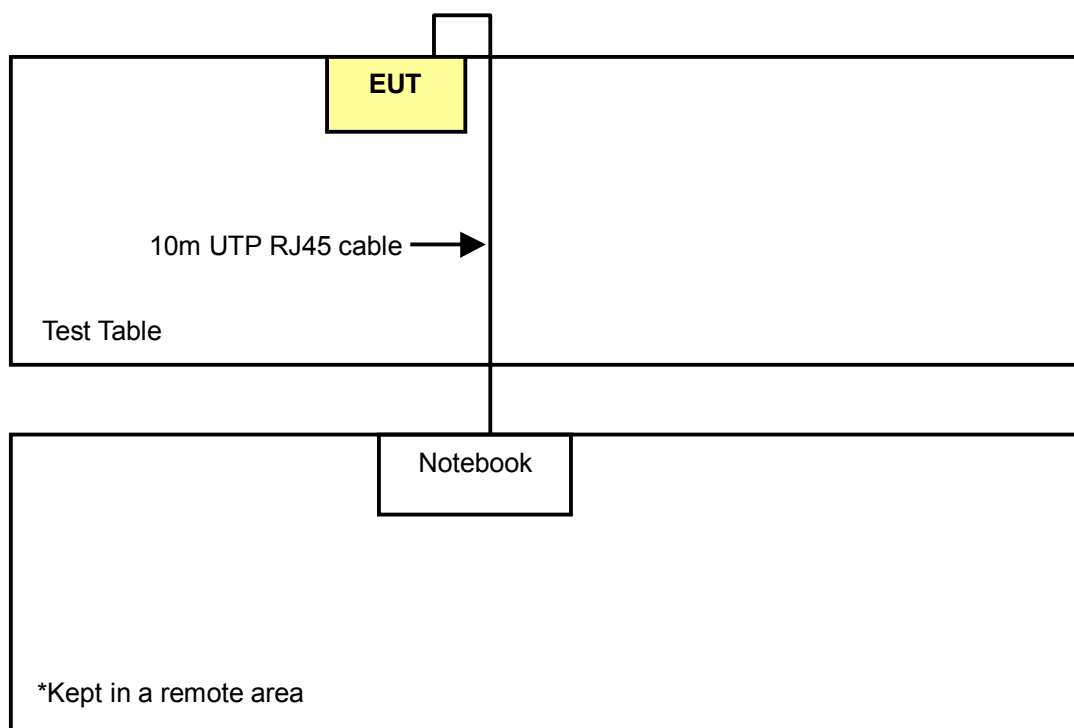 EUT
10m UTP RJ45 cable
Test Table
Notebook
*Kept in a remote area